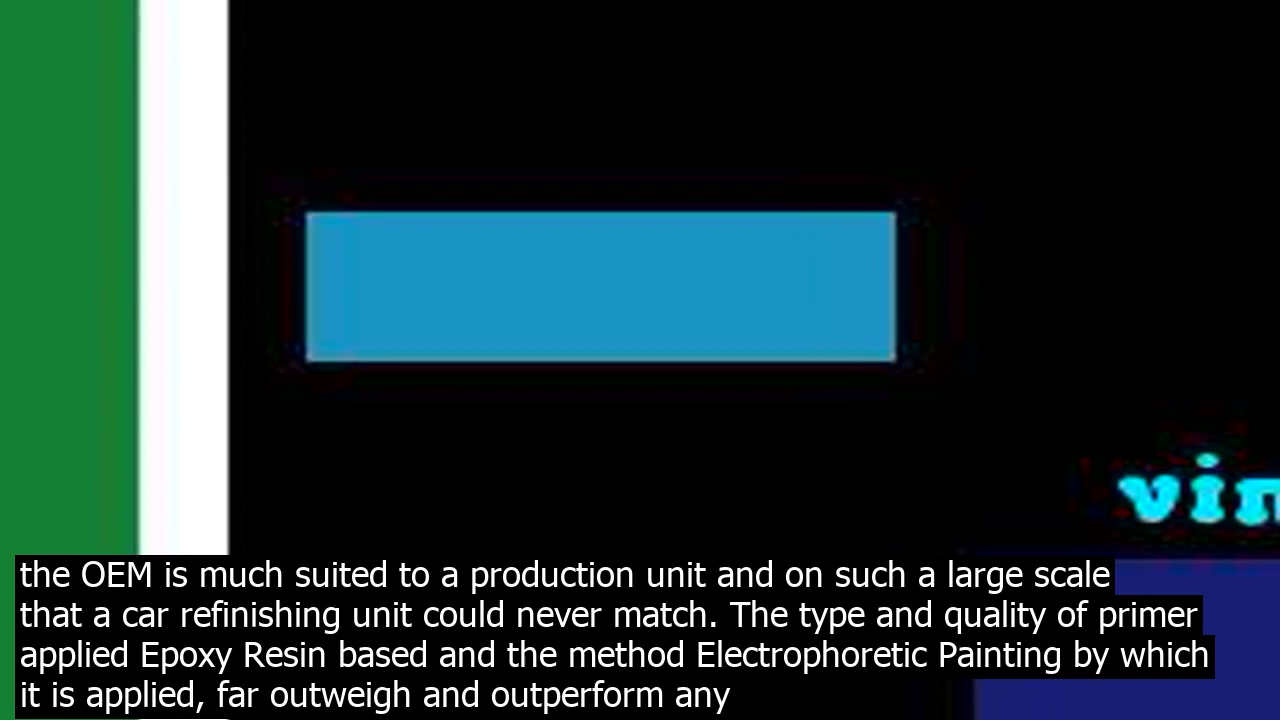 vin
the OEM is much suited to a production unit and on such a large scale
that a car refinishing unit could never match. The type and quality of primer
applied Epoxy Resin based and the method Electrophoretic Painting by which
it is applied, far outweigh and outperform any